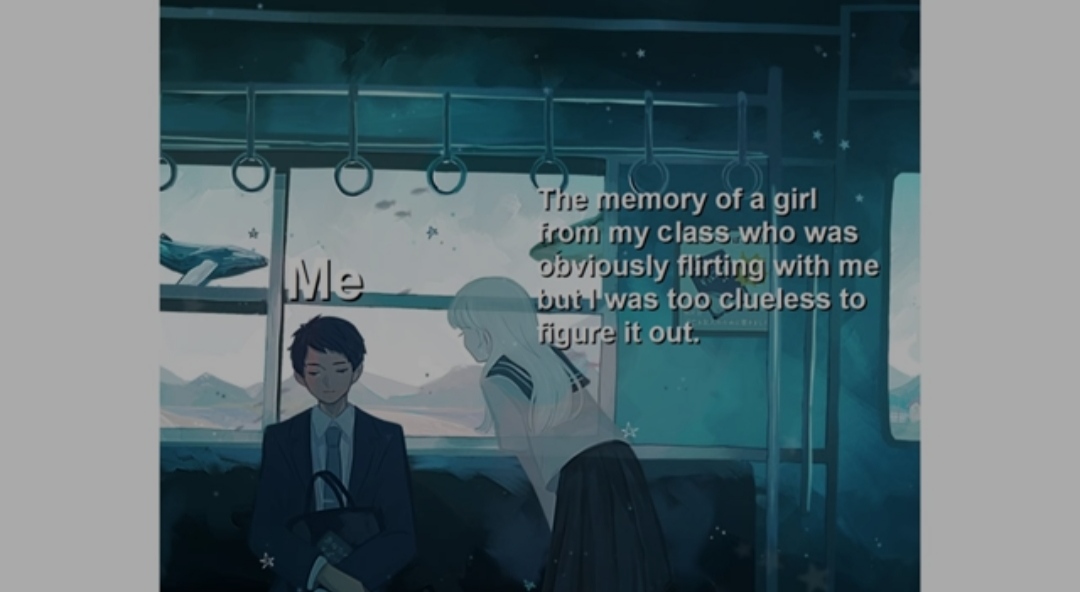 The memory of a girl
from my class who was
obviously flirting with me
but I was too clueless to
figure it out.
Me